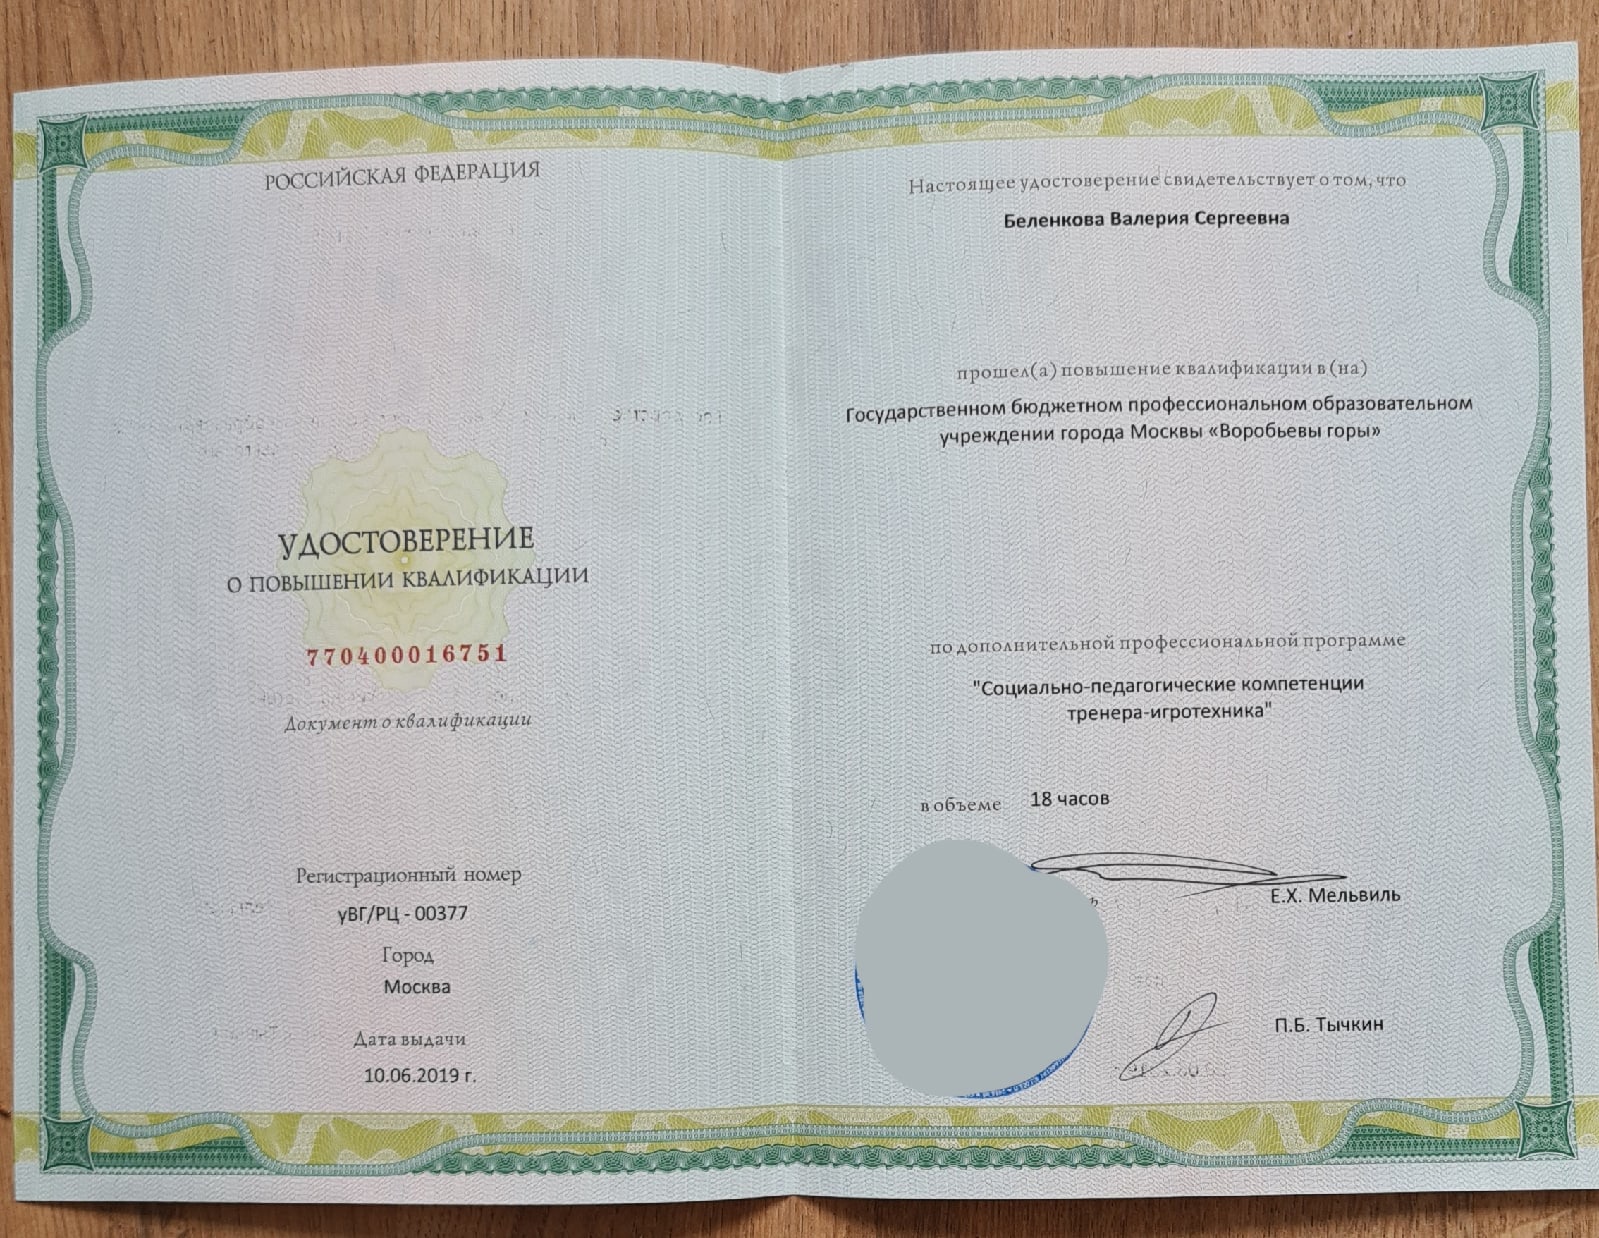 РОССИЙСКАЯ ФЕДЕРАЦИЯ
УДОСТОВЕРЕНИЕ
О ПОВЫШЕНИИ КВАЛИФИКАЦИИ
770400016751
Документ о квалификации
Регистрационный номер
уВГ/РЦ - 00377
Город
Москва
Дата выдачи
10.06.2019 г.
Настоящее удостоверение свидетельствует о том, что
Беленкова Валерия Сергеевна
прошел(а) повышение квалификации в (на)
Государственном бюджетном профессиональном образовательном
учреждении города Москвы «Воробьевы горы»
по дополнительной профессиональной программе
"Социально-педагогические компетенции
тренера-игротехника"
в объеме 18 часов
Е.Х. Мельвиль
П.Б. Тычкин